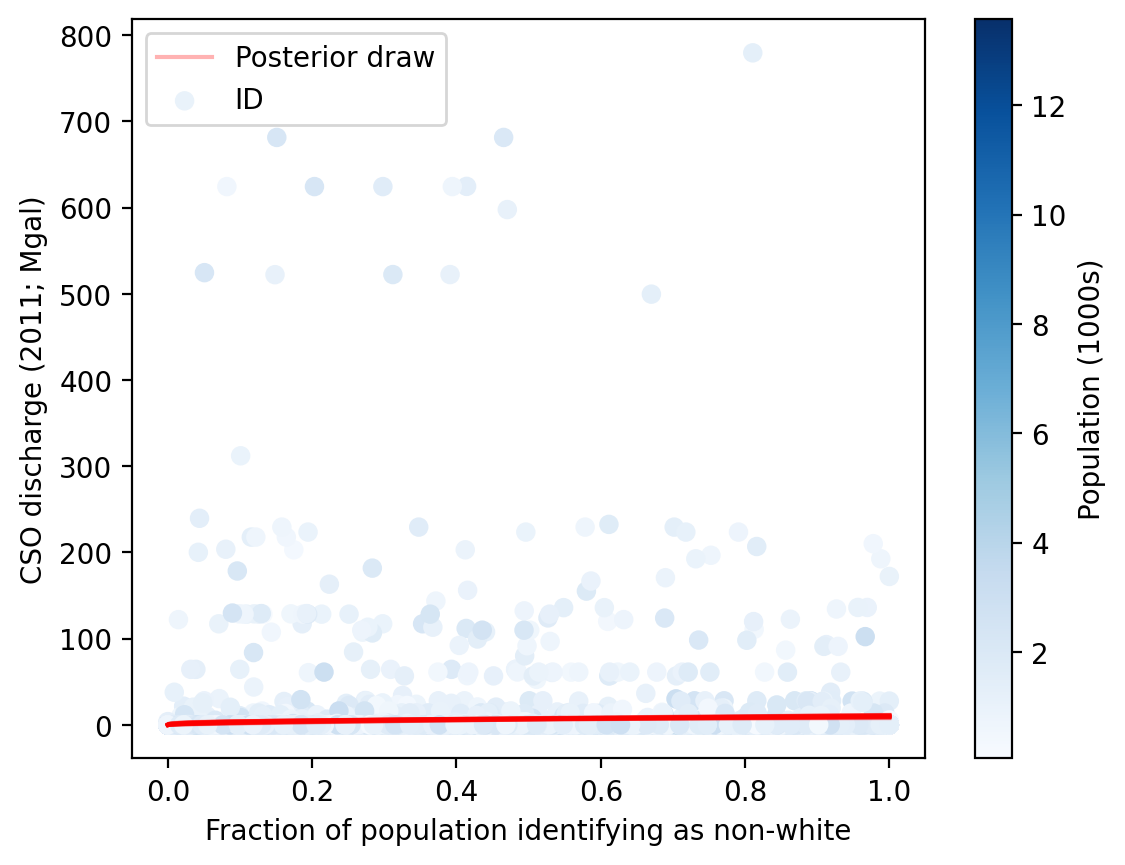 Posterior draw
ID
800
700
600
500
400
300
200
100
0
CSO discharge (2011; Mgal)
0.0 0.2 0.4 0.6 0.8 1.0
Fraction of population identifying as non-white
12
10
8
6
4
2
Population (1000s)